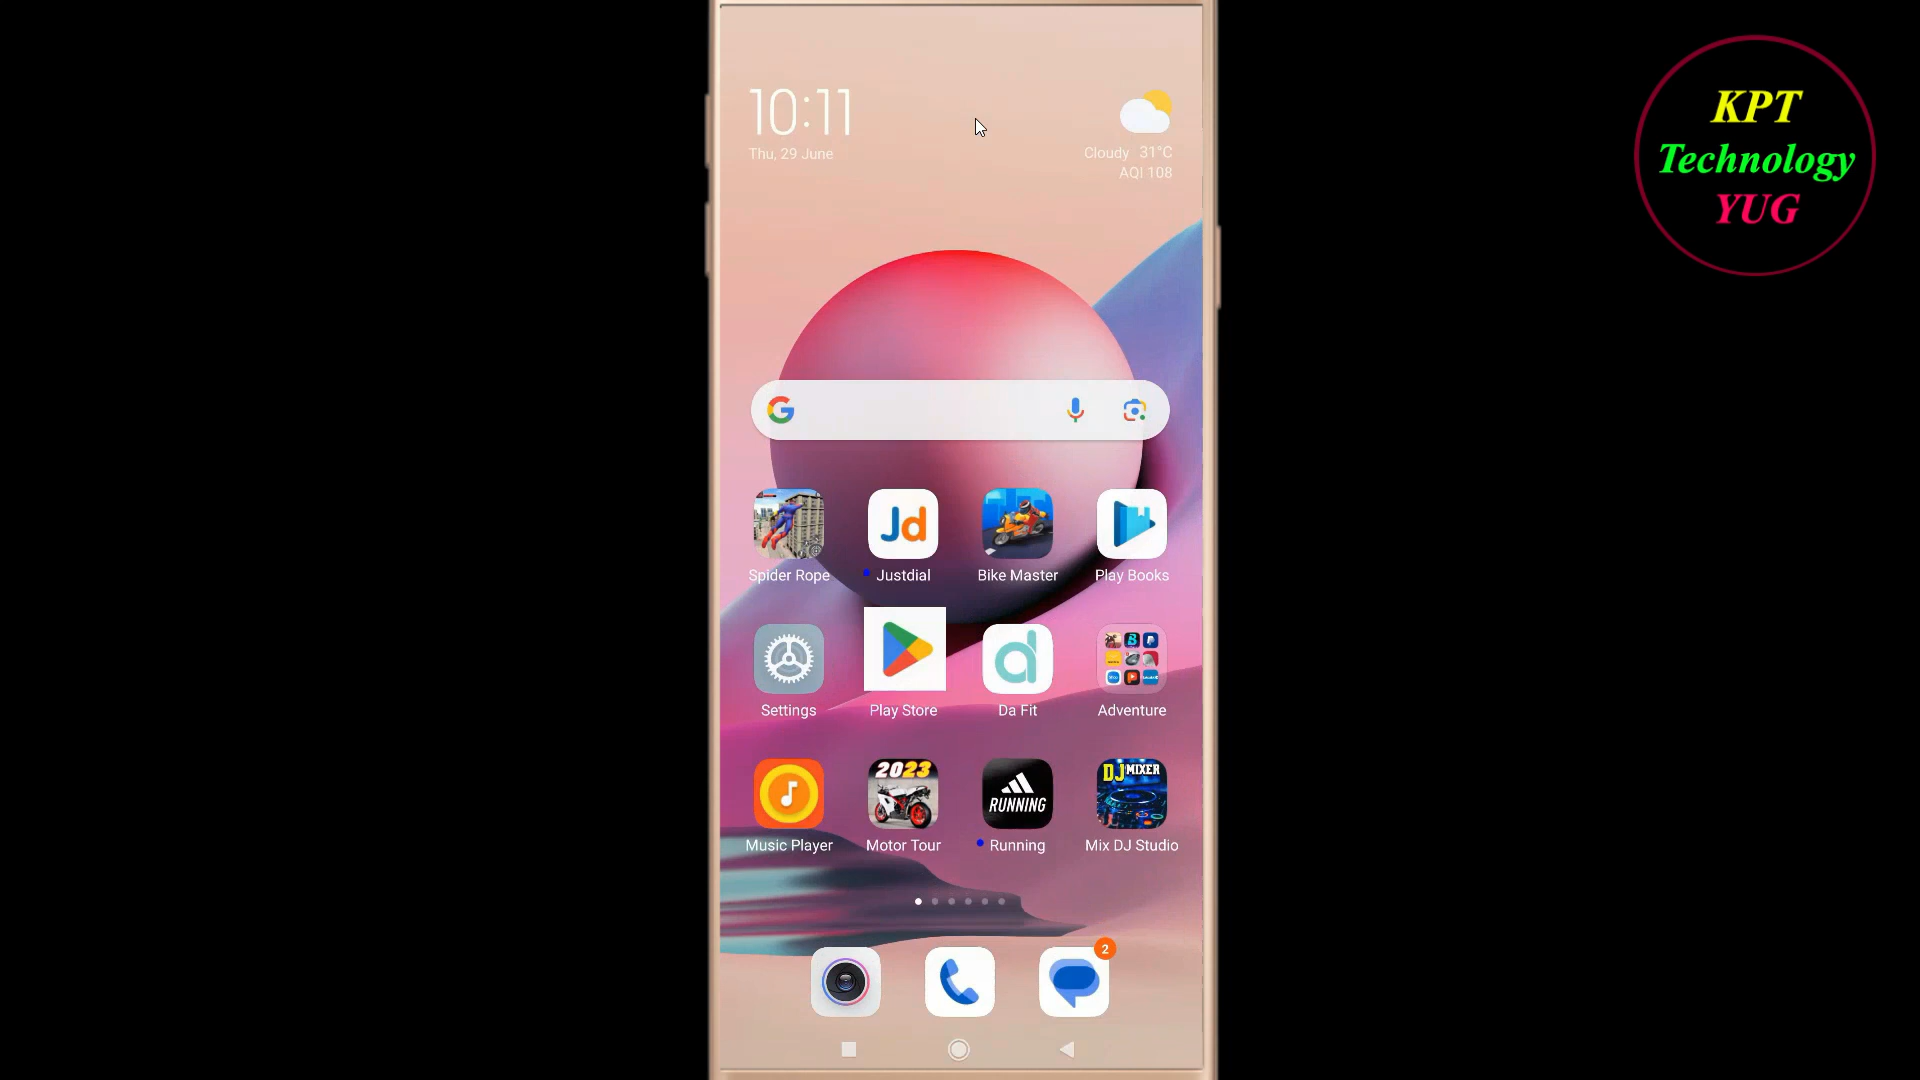 KPT
Technology
YUG
10:11
Thu, 29 June
Cloudy 31°C
AQI 108
Jd
Spider Rope
Justdial
Bike Master
Play Books
Settings
Play Store
Da Fit
Adventure
2023
RUNNING
DJ MIXER
Music Player
Motor Tour
Running
Mix DJ Studio
2